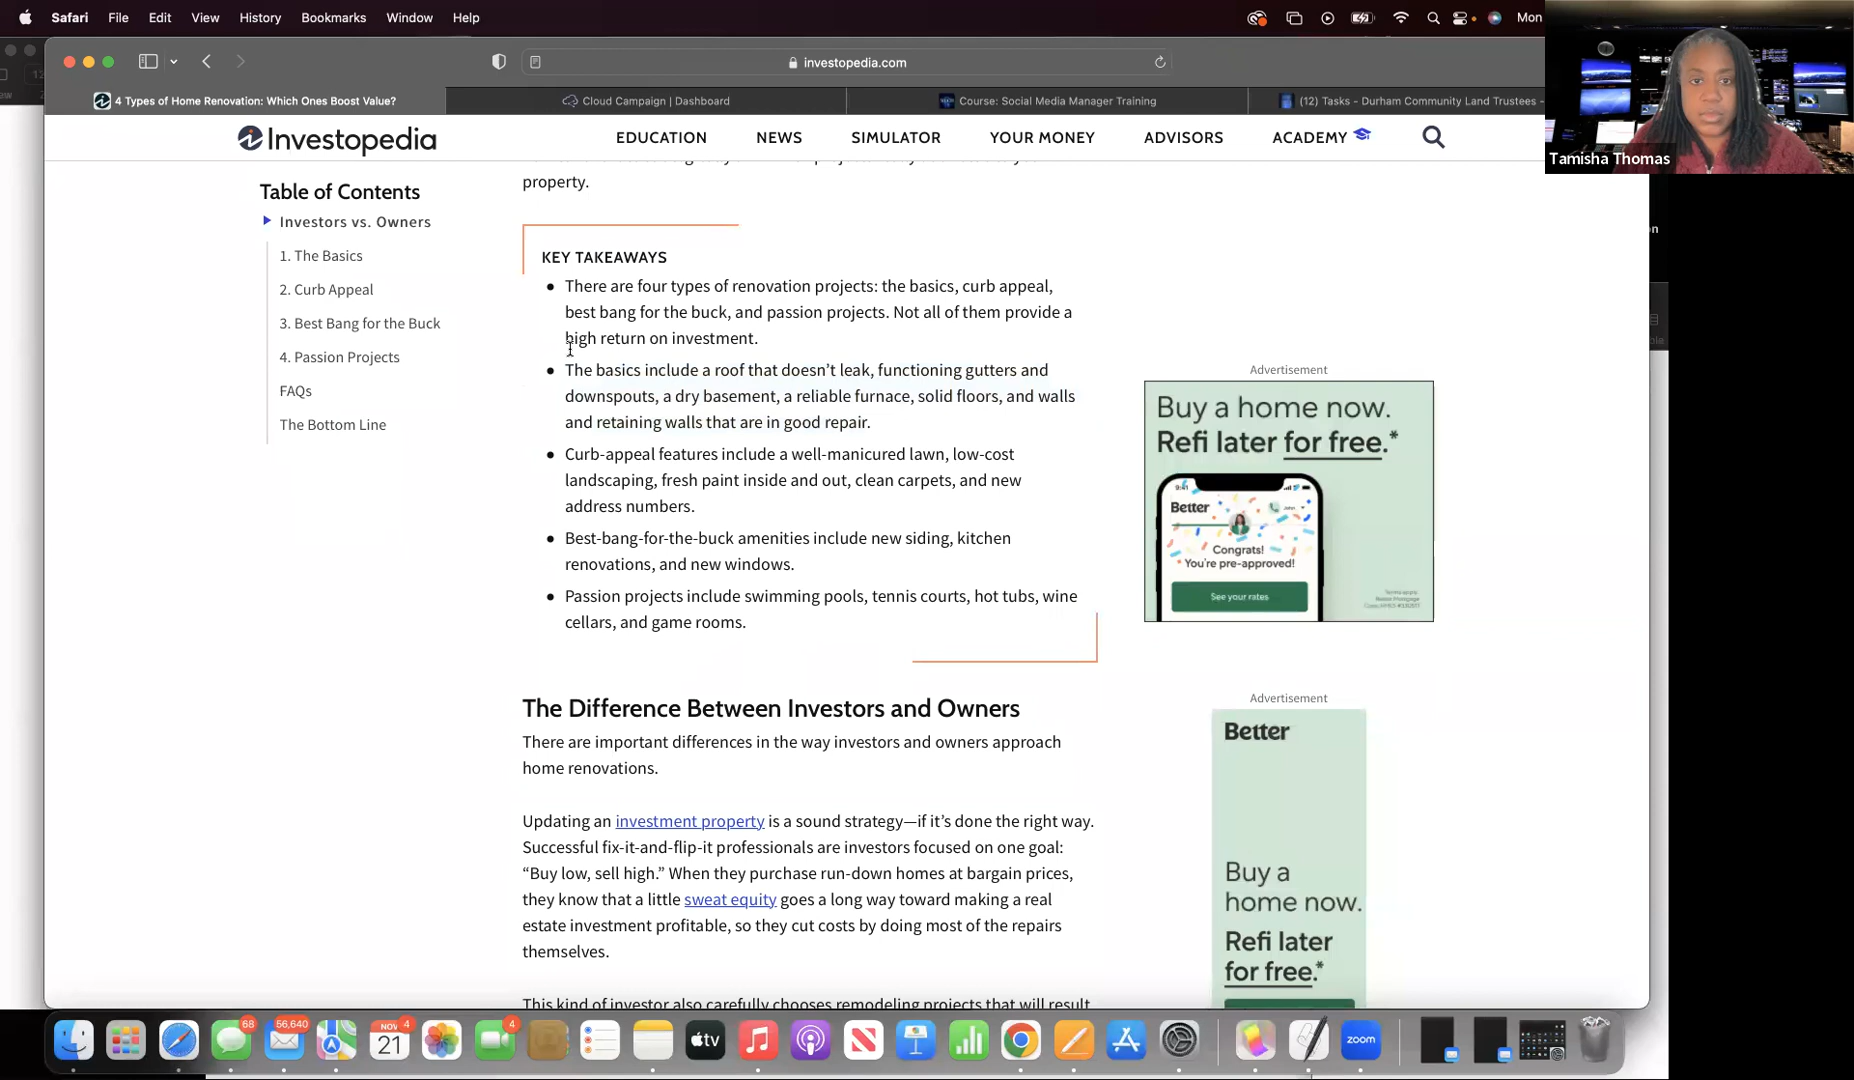 Safari File Edit View History Bookmarks Window Help
Mon
investopedia.com
4 Types of Home Renovation: Which Ones Boost Value?
Cloud Campaign | Dashboard
Course: Social Media Manager Training
(12) Tasks - Durham Community Land Trustees -
Tamisha Thomas
Investopedia
EDUCATION NEWS SIMULATOR YOUR MONEY ADVISORS ACADEMY
Table of Contents
Investors vs. Owners
1. The Basics
2. Curb Appeal
3. Best Bang for the Buck
4. Passion Projects
FAQs
The Bottom Line
property.
KEY TAKEAWAYS
There are four types of renovation projects: the basics, curb appeal,
best bang for the buck, and passion projects. Not all of them provide a
high return on investment.
The basics include a roof that doesn’t leak, functioning gutters and
downspouts, a dry basement, a reliable furnace, solid floors, and walls
and retaining walls that are in good repair.
Curb-appeal features include a well-manicured lawn, low-cost
landscaping, fresh paint inside and out, clean carpets, and new
address numbers.
Best-bang-for-the-buck amenities include new siding, kitchen
renovations, and new windows.
Passion projects include swimming pools, tennis courts, hot tubs, wine
cellars, and game rooms.
The Difference Between Investors and Owners
There are important differences in the way investors and owners approach
home renovations.
Updating an investment property is a sound strategy—if it’s done the right way.
Successful fix-it-and-flip-it professionals are investors focused on one goal:
“Buy low, sell high.” When they purchase run-down homes at bargain prices,
they know that a little sweat equity goes a long way toward making a real
estate investment profitable, so they cut costs by doing most of the repairs
themselves.
This kind of investor also carefully chooses remodeling projects that will result
Advertisement
Buy a home now.
Refi later for free.*
9:41
Better
John
Congrats!
You're pre-approved!
See your rates
Advertisement
Better
Buy a
home now.
Refi later
for free.*
68
56,640
NOV 4
21
4
tv
zoom